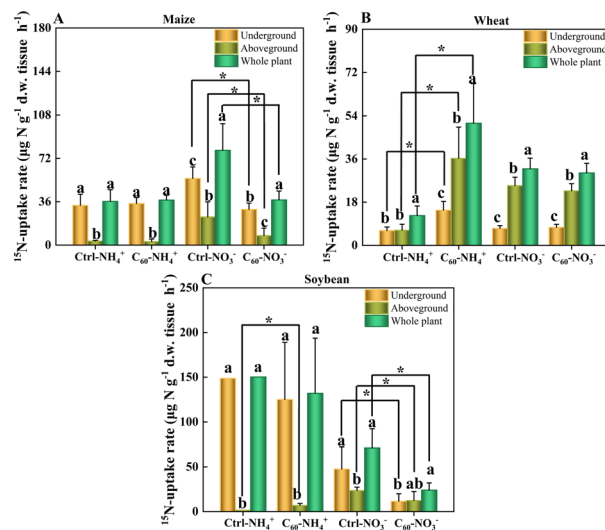 A
Maize
¹⁵N-uptake rate (μg N g⁻¹ d.w. tissue h⁻¹)
180
144
108
72
36
0
Underground
Aboveground
Whole plant
a b a a b a c b a b c a
* * *
Ctrl-NH₄⁺ C₆₀-NH₄⁺ Ctrl-NO₃⁻ C₆₀-NO₃⁻
B
Wheat
¹⁵N-uptake rate (μg N g⁻¹ d.w. tissue h⁻¹)
90
72
54
36
18
0
Underground
Aboveground
Whole plant
* * *
b b a c b a c b a c b a
Ctrl-NH₄⁺ C₆₀-NH₄⁺ Ctrl-NO₃⁻ C₆₀-NO₃⁻
C
Soybean
¹⁵N-uptake rate (μg N g⁻¹ d.w. tissue h⁻¹)
250
200
150
100
50
0
Underground
Aboveground
Whole plant
* * * *
a b a a b a a b a b ab a
Ctrl-NH₄⁺ C₆₀-NH₄⁺ Ctrl-NO₃⁻ C₆₀-NO₃⁻